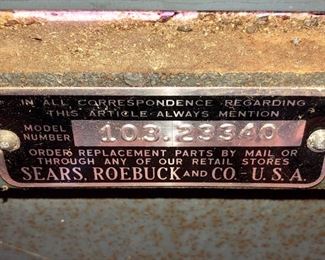 IN ALL CORRESPONDENCE REGARDING
THIS ARTICLE ALWAYS MENTION
MODEL NUMBER 103.23340
ORDER REPLACEMENT PARTS BY MAIL OR
THROUGH ANY OF OUR RETAIL STORES
SEARS, ROEBUCK AND CO.-U.S.A.